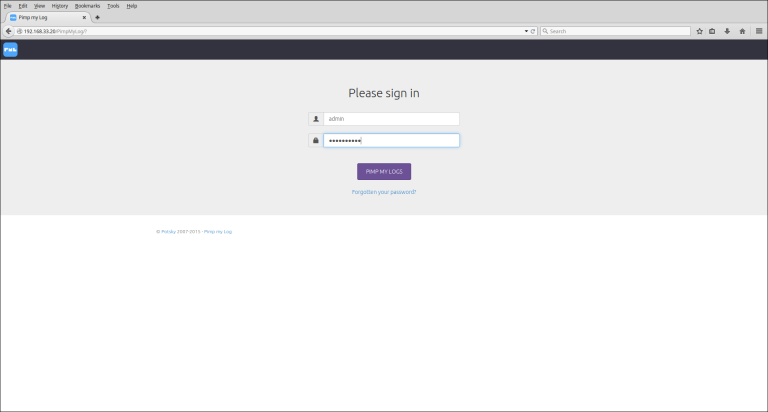 File Edit View History Bookmarks Tools Help
Pimp my Log
192.168.33.20/PimpMyLog/?
Search
PML
Please sign in
admin
••••••••••
PIMP MY LOGS
Forgotten your password?
© Potsky 2007-2015 - Pimp my Log